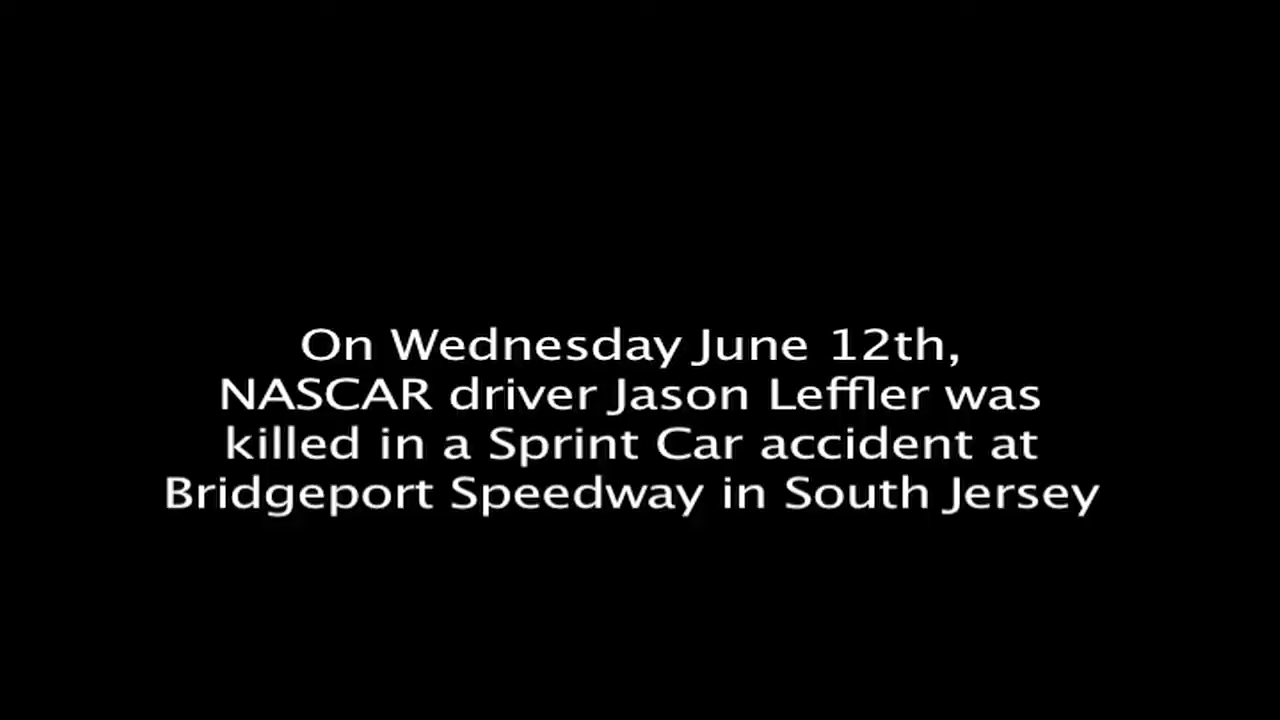 On Wednesday June 12th,
NASCAR driver Jason Leffler was
killed in a Sprint Car accident at
Bridgeport Speedway in South Jersey